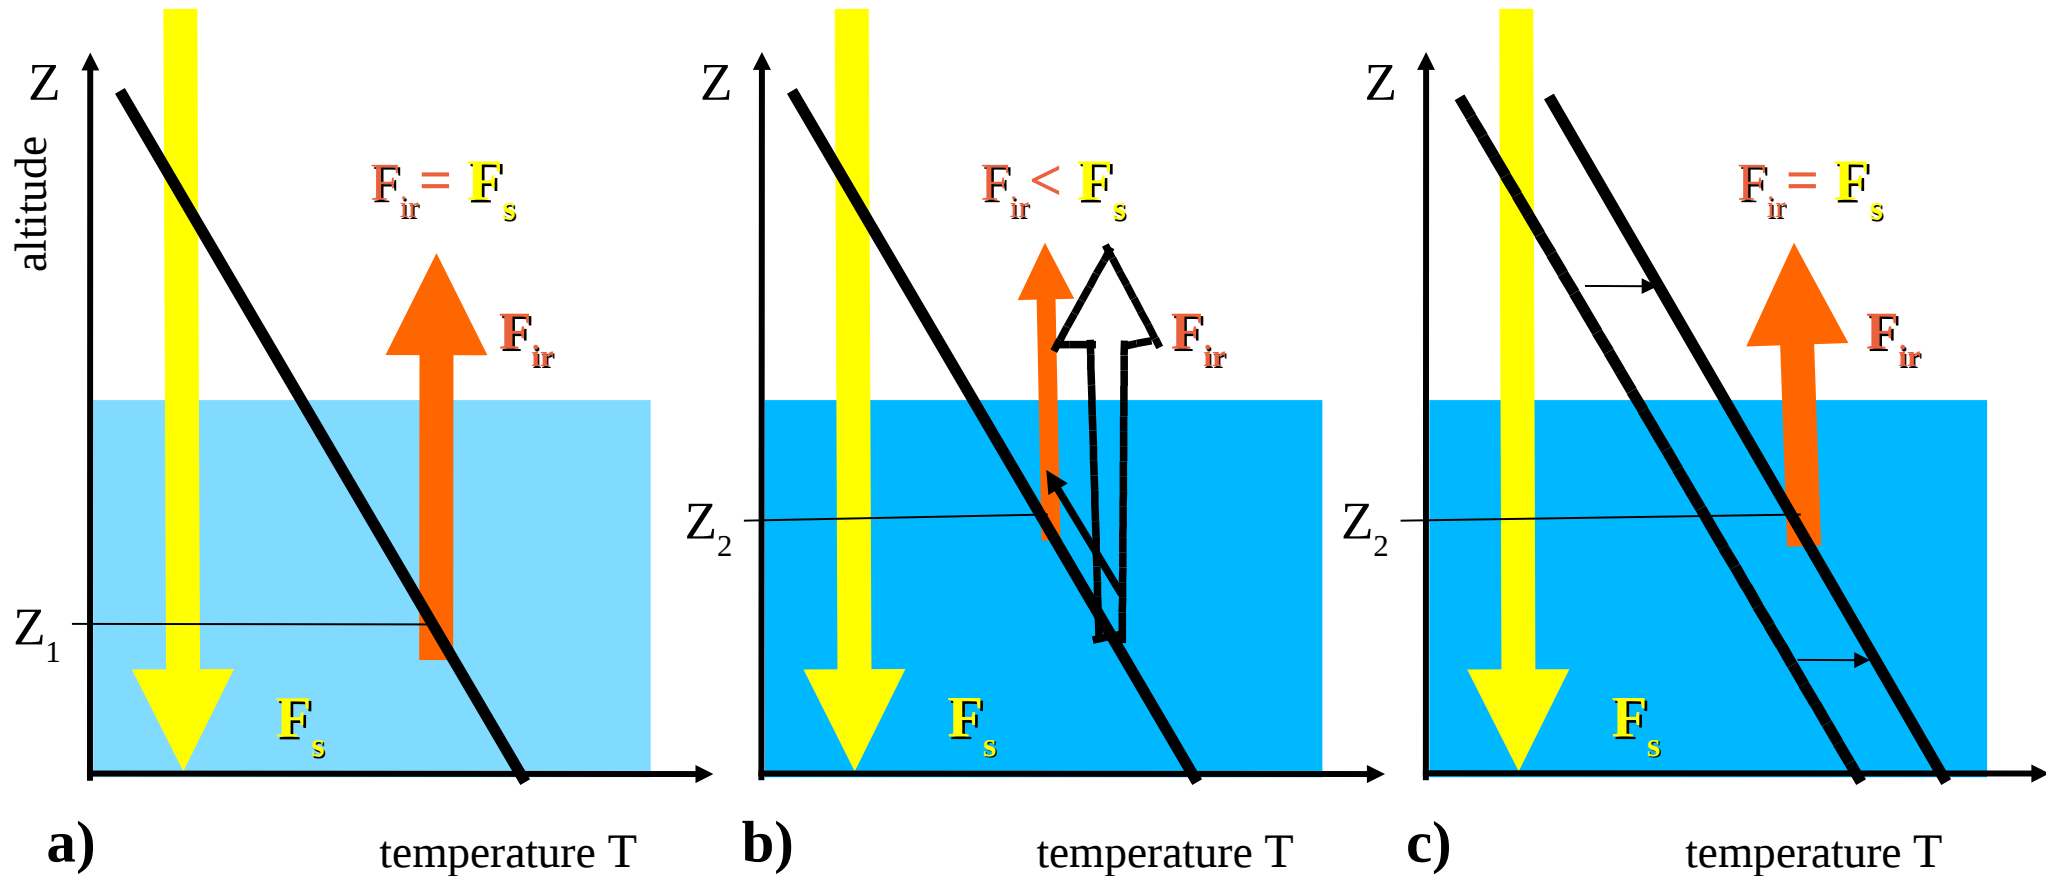 Z
altitude
F_ir = F_s
F_ir
Z_1
F_s
a)
temperature T
Z
F_ir < F_s
F_ir
Z_2
F_s
b)
temperature T
Z
F_ir = F_s
F_ir
Z_2
F_s
c)
temperature T